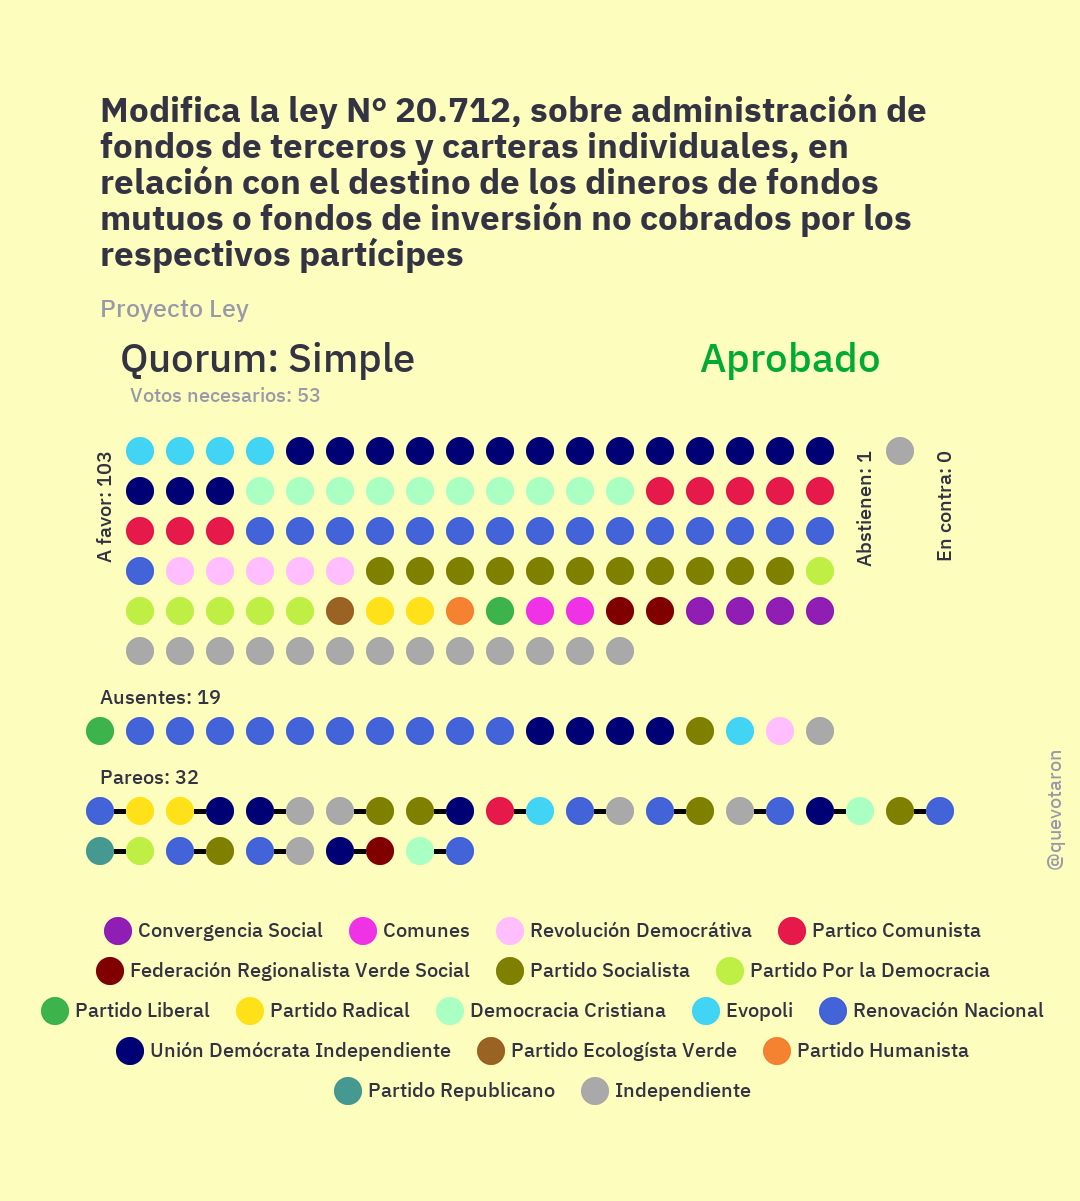 Modifica la ley Nº 20.712, sobre administración de
fondos de terceros y carteras individuales, en
relación con el destino de los dineros de fondos
mutuos o fondos de inversión no cobrados por los
respectivos partícipes
Proyecto Ley
Quorum: Simple
Aprobado
Votos necesarios: 53
A favor: 103
Abstienen: 1
En contra: 0
Ausentes: 19
Pareos: 32
@quevotaron
Convergencia Social Comunes Revolución Democrátiva Partico Comunista
Federación Regionalista Verde Social Partido Socialista Partido Por la Democracia
Partido Liberal Partido Radical Democracia Cristiana Evopoli Renovación Nacional
Unión Demócrata Independiente Partido Ecologísta Verde Partido Humanista
Partido Republicano Independiente